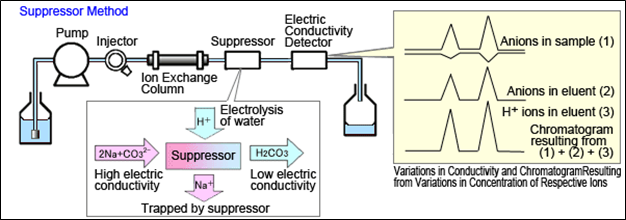 Suppressor Method
Pump
Injector
Ion Exchange
Column
Suppressor
Electric
Conductivity
Detector
Electrolysis
of water
H+
2Na+CO3²⁻
Suppressor
H2CO3
High electric
conductivity
Na+
Low electric
conductivity
Trapped by suppressor
Anions in sample (1)
Anions in eluent (2)
H+ ions in eluent (3)
Chromatogram
resulting from
(1) + (2) + (3)
Variations in Conductivity and ChromatogramResulting
from Variations in Concentration of Respective Ions